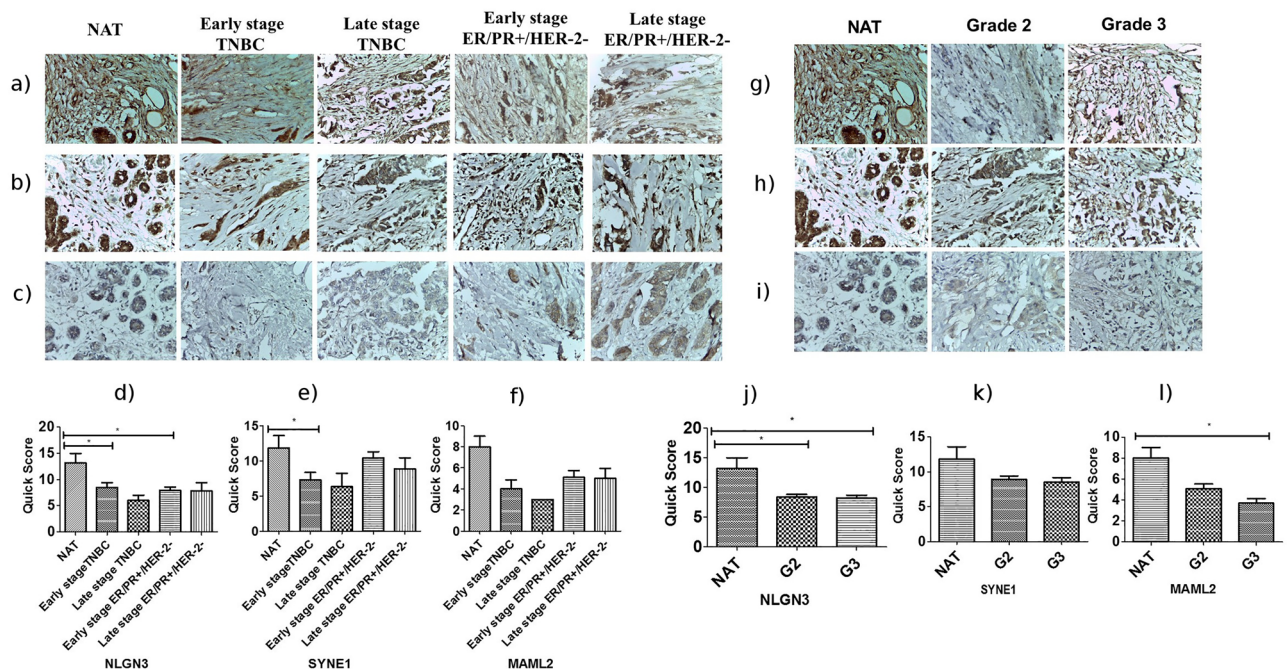 NAT
Early stage
TNBC
Late stage
TNBC
Early stage
ER/PR+/HER-2-
Late stage
ER/PR+/HER-2-
a)
b)
c)
NAT
Grade 2
Grade 3
g)
h)
i)
d)
Quick Score
20
15
10
5
0
*
*
NAT
Early stageTNBC
Late stage TNBC
Early stage ER/PR+/HER-2-
Late stage ER/PR+/HER-2-
NLGN3
e)
Quick Score
15
10
5
0
*
NAT
Early stage TNBC
Late stage TNBC
Early stage ER/PR+/HER-2-
Late stage ER/PR+/HER-2-
SYNE1
f)
Quick Score
10
8
6
4
2
0
NAT
Early stageTNBC
Late stage TNBC
Early stage ER/PR+/HER-2-
Late stage ER/PR+/HER-2-
MAML2
j)
Quick Score
20
15
10
5
0
*
*
NAT
G2
G3
NLGN3
k)
Quick Score
15
10
5
0
NAT
G2
G3
SYNE1
l)
Quick Score
10
8
6
4
2
0
*
NAT
G2
G3
MAML2